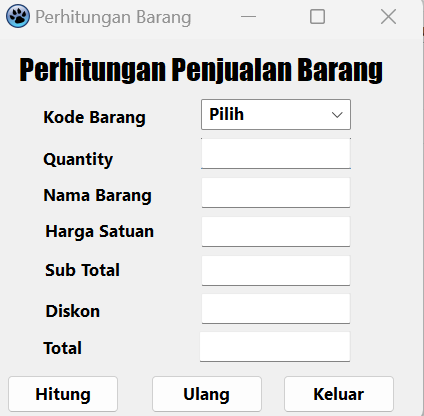 Perhitungan Barang
Perhitungan Penjualan Barang
Kode Barang Pilih
Quantity
Nama Barang
Harga Satuan
Sub Total
Diskon
Total
Hitung Ulang Keluar